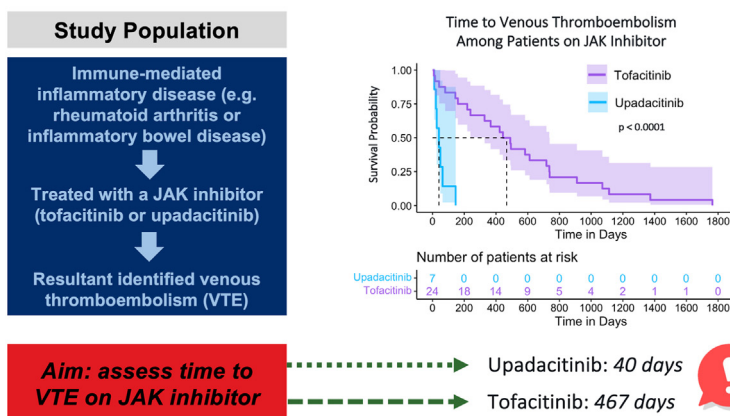 Study Population
Immune-mediated
inflammatory disease (e.g.
rheumatoid arthritis or
inflammatory bowel disease)
Treated with a JAK inhibitor
(tofacitinib or upadacitinib)
Resultant identified venous
thromboembolism (VTE)
Time to Venous Thromboembolism
Among Patients on JAK Inhibitor
Survival Probability
1.00
0.75
0.50
0.25
0.00
Tofacitinib
Upadacitinib
p < 0.0001
0 200 400 600 800 1000 1200 1400 1600 1800
Time in Days
Number of patients at risk
Upadacitinib 7 0 0 0 0 0 0 0 0 0
Tofacitinib 24 18 14 9 5 4 2 1 1 0
0 200 400 600 800 1000 1200 1400 1600 1800
Time in Days
Aim: assess time to
VTE on JAK inhibitor
Upadacitinib: 40 days
Tofacitinib: 467 days
!